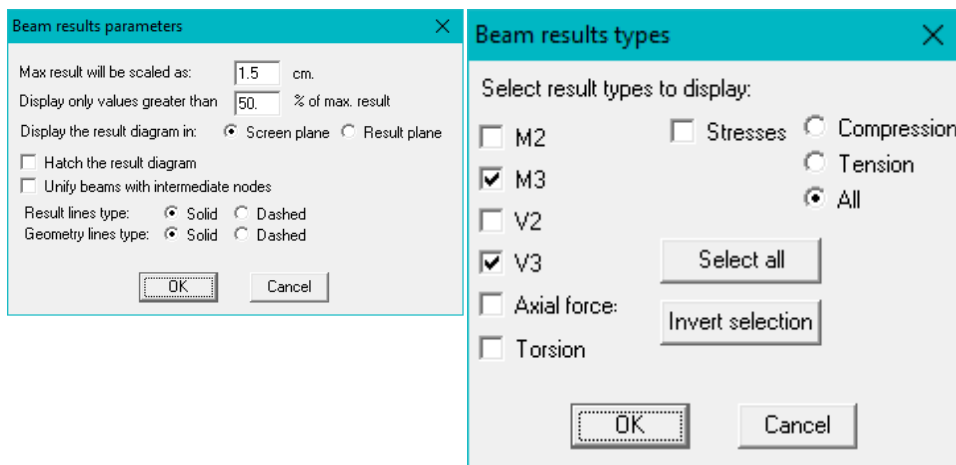 Beam results parameters
Max result will be scaled as: 1.5 cm.
Display only values greater than 50. % of max. result
Display the result diagram in: Screen plane Result plane
Hatch the result diagram
Unify beams with intermediate nodes
Result lines type: Solid Dashed
Geometry lines type: Solid Dashed
OK Cancel
Beam results types
Select result types to display:
M2 Stresses Compression
Tension
M3 All
V2
V3 Select all
Axial force: Invert selection
Torsion
OK Cancel